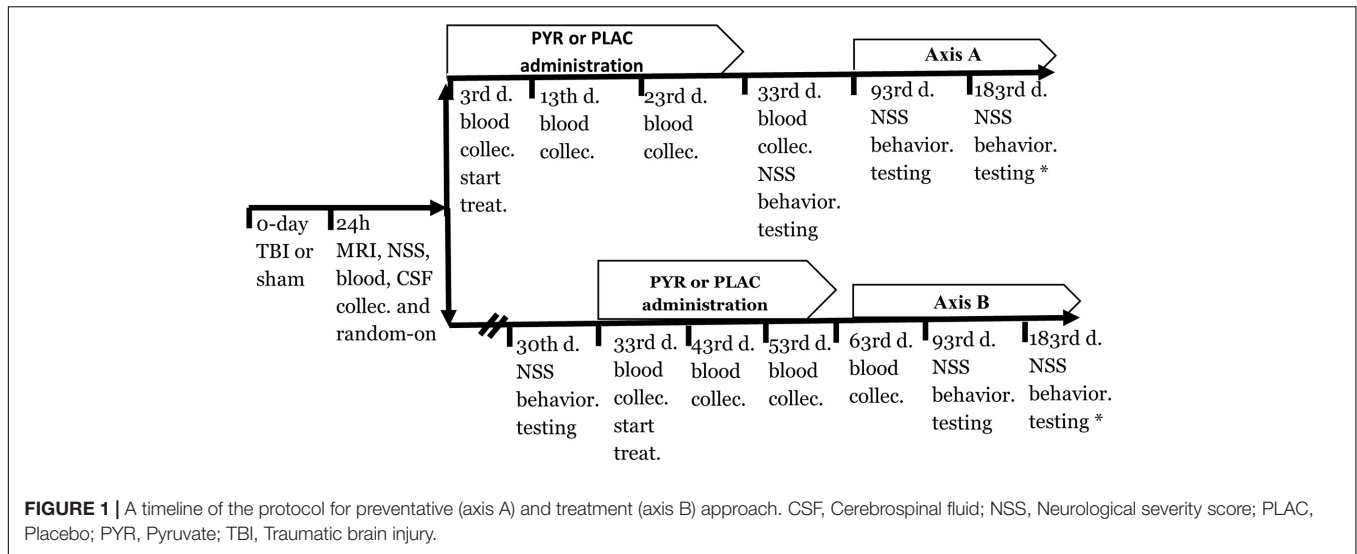 PYR or PLAC
administration
Axis A
3rd d.
blood
collec.
start
treat.
13th d.
blood
collec.
23rd d.
blood
collec.
33rd d.
blood
collec.
NSS
behavior.
testing
93rd d.
NSS
behavior.
testing
183rd d.
NSS
behavior.
testing *
0-day
TBI or
sham
24h
MRI, NSS,
blood, CSF
collec. and
random-on
PYR or PLAC
administration
Axis B
30th d.
NSS
behavior.
testing
33rd d.
blood
collec.
start
treat.
43rd d.
blood
collec.
53rd d.
blood
collec.
63rd d.
blood
collec.
93rd d.
NSS
behavior.
testing
183rd d.
NSS
behavior.
testing *
FIGURE 1 | A timeline of the protocol for preventative (axis A) and treatment (axis B) approach. CSF, Cerebrospinal fluid; NSS, Neurological severity score; PLAC,
Placebo; PYR, Pyruvate; TBI, Traumatic brain injury.